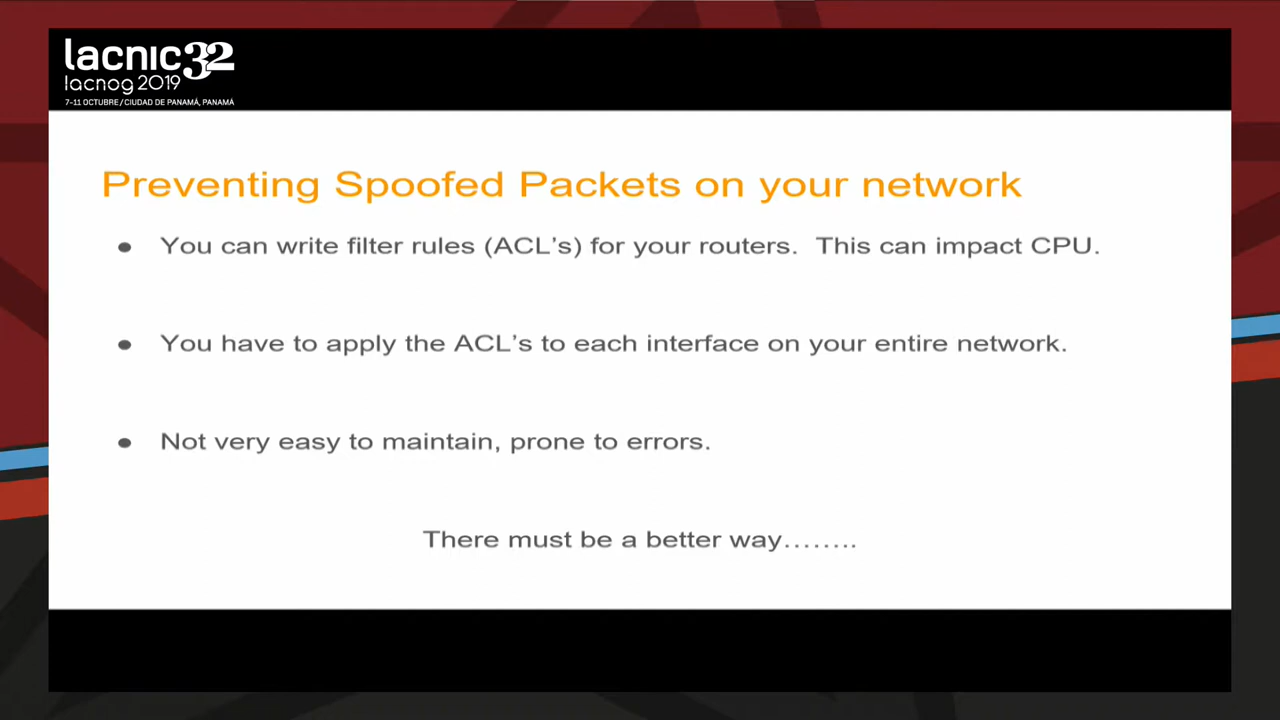 lacnic32
lacnog 2019
7-11 OCTUBRE / CIUDAD DE PANAMÁ, PANAMÁ
Preventing Spoofed Packets on your network
● You can write filter rules (ACL's) for your routers.  This can impact CPU.
● You have to apply the ACL's to each interface on your entire network.
● Not very easy to maintain, prone to errors.
There must be a better way……..